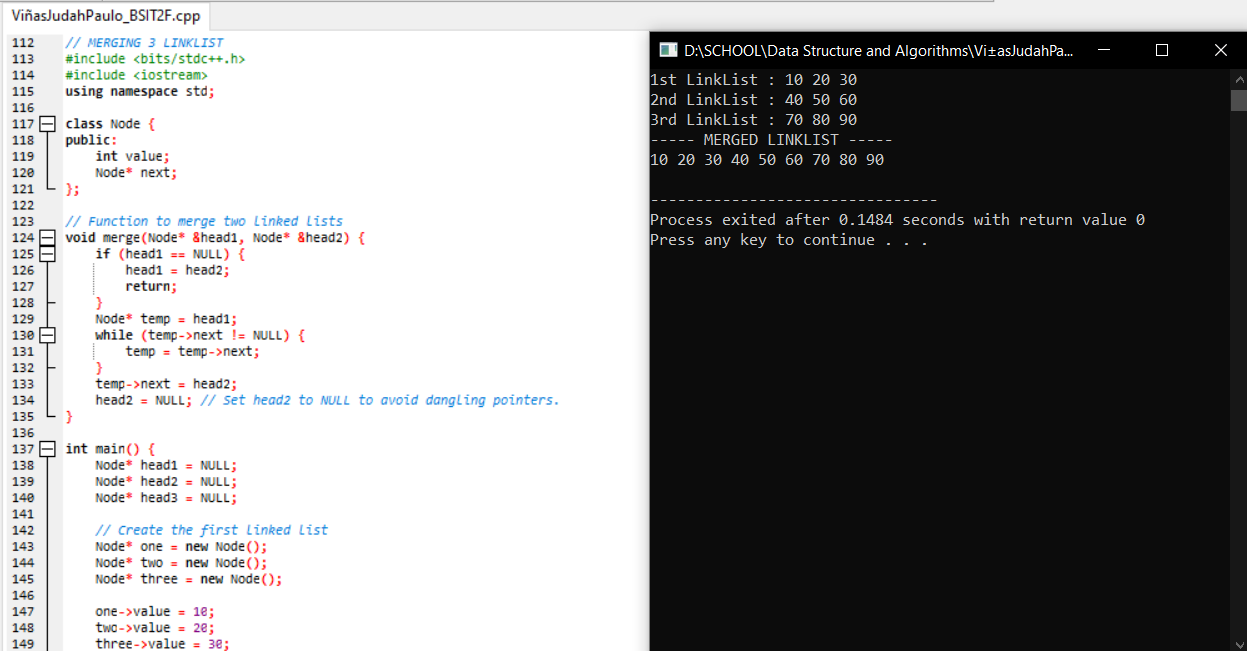 ViñasJudahPaulo_BSIT2F.cpp
112 // MERGING 3 LINKLIST
113 #include <bits/stdc++.h>
114 #include <iostream>
115 using namespace std;
116
117 class Node {
118 public:
119 int value;
120 Node* next;
121 };
122
123 // Function to merge two linked lists
124 void merge(Node* &head1, Node* &head2) {
125 if (head1 == NULL) {
126 head1 = head2;
127 return;
128 }
129 Node* temp = head1;
130 while (temp->next != NULL) {
131 temp = temp->next;
132 }
133 temp->next = head2;
134 head2 = NULL; // Set head2 to NULL to avoid dangling pointers.
135 }
136
137 int main() {
138 Node* head1 = NULL;
139 Node* head2 = NULL;
140 Node* head3 = NULL;
141
142 // Create the first linked list
143 Node* one = new Node();
144 Node* two = new Node();
145 Node* three = new Node();
146
147 one->value = 10;
148 two->value = 20;
149 three->value = 30;
D:\SCHOOL\Data Structure and Algorithms\Vi±asJudahPa...
1st LinkList : 10 20 30
2nd LinkList : 40 50 60
3rd LinkList : 70 80 90
----- MERGED LINKLIST -----
10 20 30 40 50 60 70 80 90
--------------------------------
Process exited after 0.1484 seconds with return value 0
Press any key to continue . . .